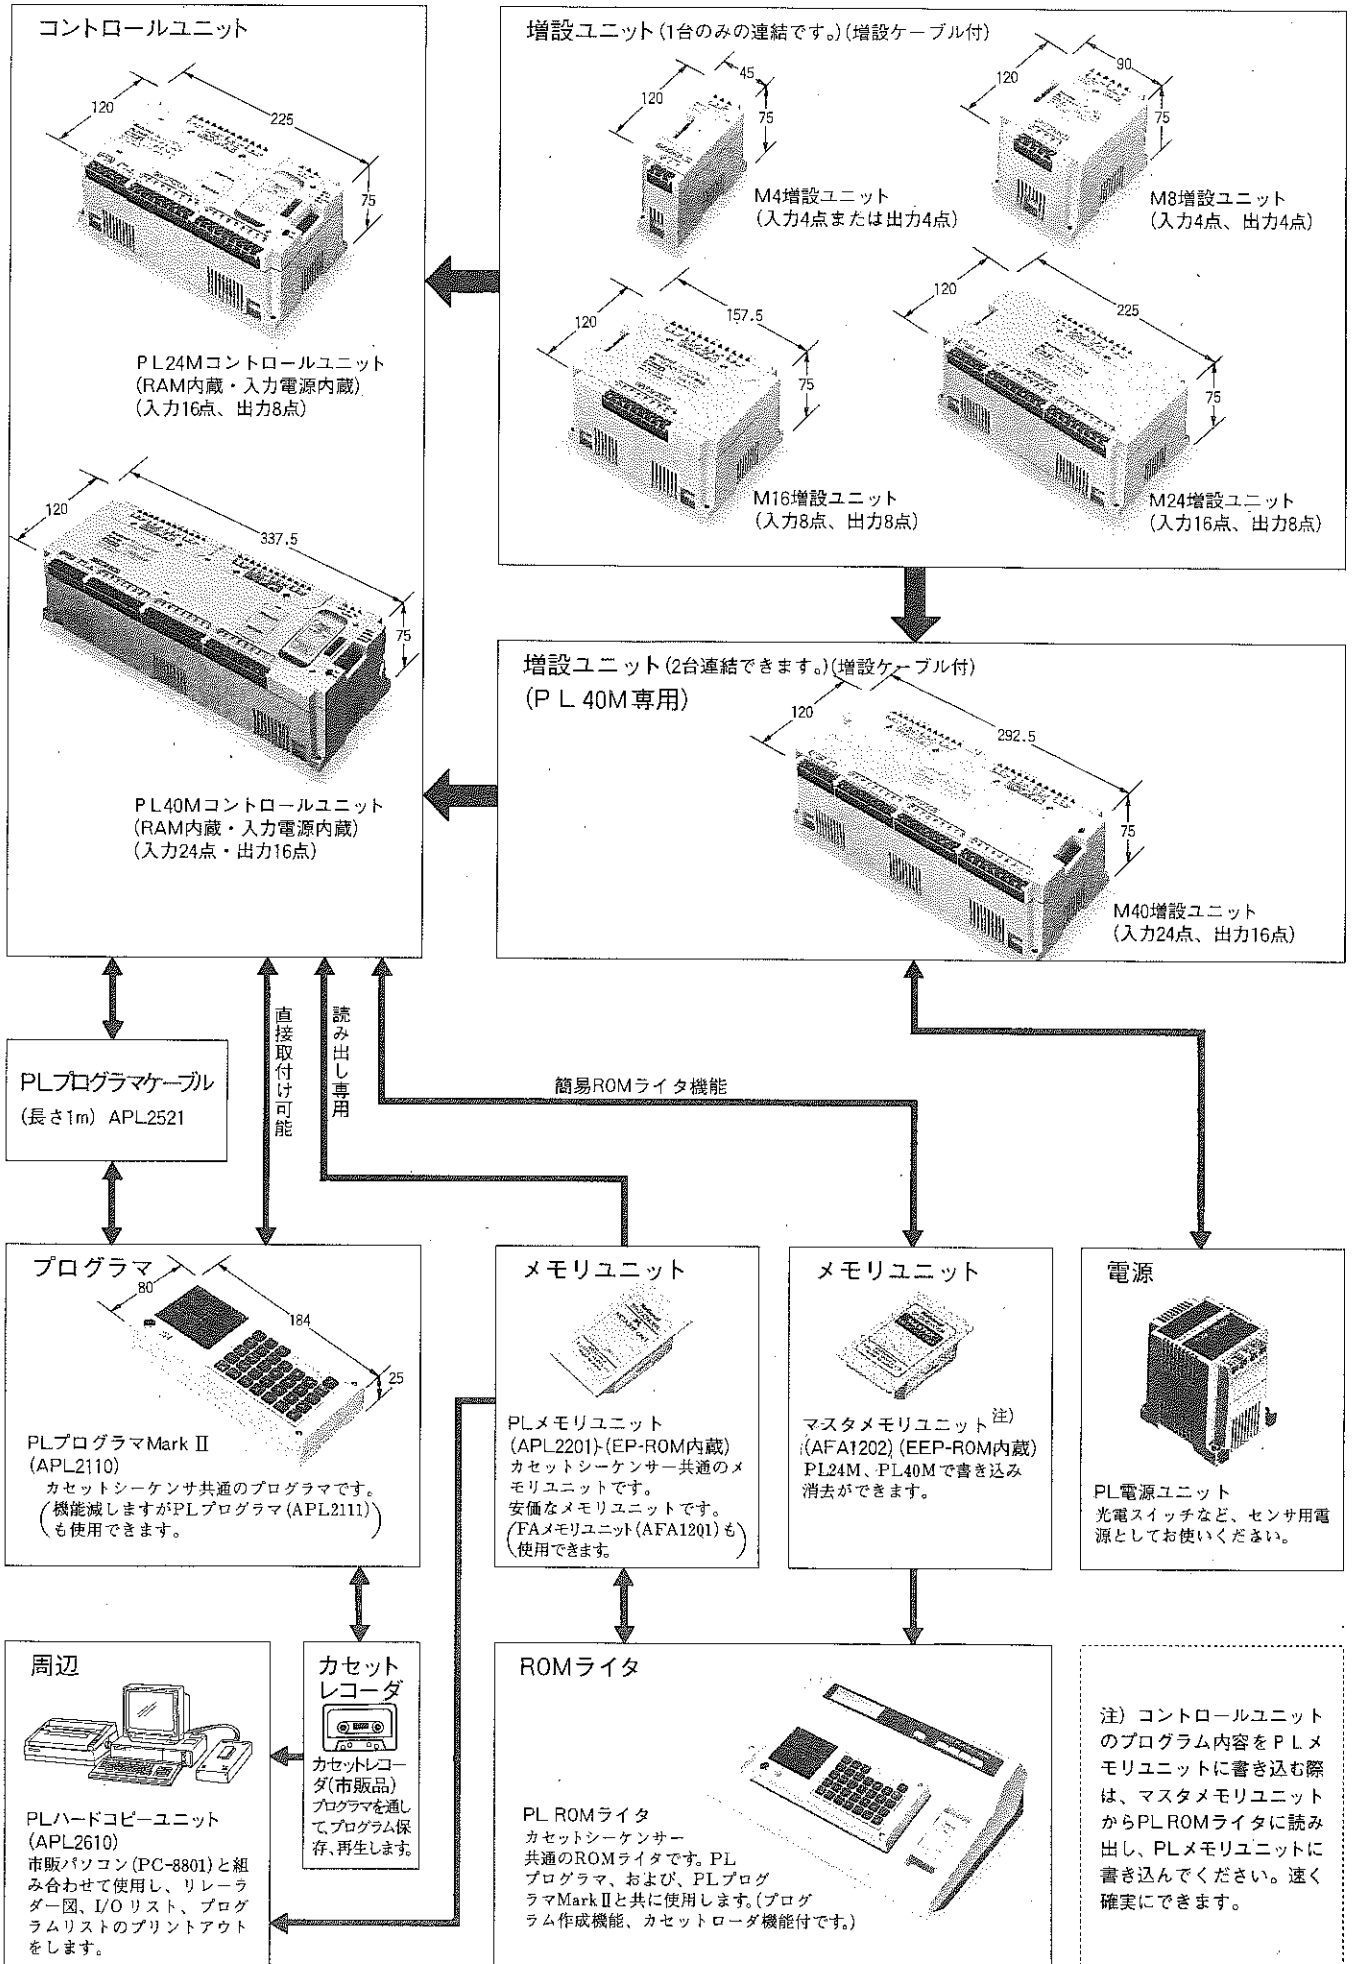 コントロールユニット
120
225
75
PL24Mコントロールユニット
(RAM内蔵・入力電源内蔵)
(入力16点、出力8点)
120
337.5
75
PL40Mコントロールユニット
(RAM内蔵・入力電源内蔵)
(入力24点・出力16点)
増設ユニット(1台のみの連結です。)(増設ケーブル付)
120
45
75
M4増設ユニット
(入力4点または出力4点)
120
90
75
M8増設ユニット
(入力4点、出力4点)
120
157.5
75
M16増設ユニット
(入力8点、出力8点)
120
225
75
M24増設ユニット
(入力16点、出力8点)
増設ユニット(2台連結できます。)(増設ケーブル付)
(PL40M専用)
120
292.5
75
M40増設ユニット
(入力24点、出力16点)
PLプログラマケーブル
(長さ1m) APL2521
直接取付け可能
読み出し専用
簡易ROMライタ機能
プログラマ
80
184
25
PLプログラマMark II
(APL2110)
カセットシーケンサ共通のプログラマです。
(機能減しますがPLプログラマ(APL2111)
も使用できます。)
メモリユニット
PLメモリユニット
(APL2201)(EP-ROM内蔵)
カセットシーケンサー共通のメ
モリユニットです。
安価なメモリユニットです。
(FAメモリユニット(AFA1201)も
使用できます。)
メモリユニット
マスタメモリユニット注)
(AFA1202)(EEP-ROM内蔵)
PL24M、PL40Mで書き込み
消去ができます。
電源
PL電源ユニット
光電スイッチなど、センサ用電
源としてお使いください。
周辺
PLハードコピーユニット
(APL2610)
市販パソコン(PC-8801)と組
み合わせて使用し、リレーラ
ダー図、I/Oリスト、プログ
ラムリストのプリントアウト
をします。
カセット
レコーダ
カセットレコー
ダ(市販品)
プログラマを通し
て、プログラム保
存、再生します。
ROMライタ
PL ROMライタ
カセットシーケンサー
共通のROMライタです。PL
プログラマ、および、PLプログ
ラマMark IIと共に使用します。(プログ
ラム作成機能、カセットローダ機能付です。)
注) コントロールユニット
のプログラム内容をPLメ
モリユニットに書き込む際
は、マスタメモリユニット
からPL ROMライタに読み
出し、PLメモリユニットに
書き込んでください。速く
確実にできます。